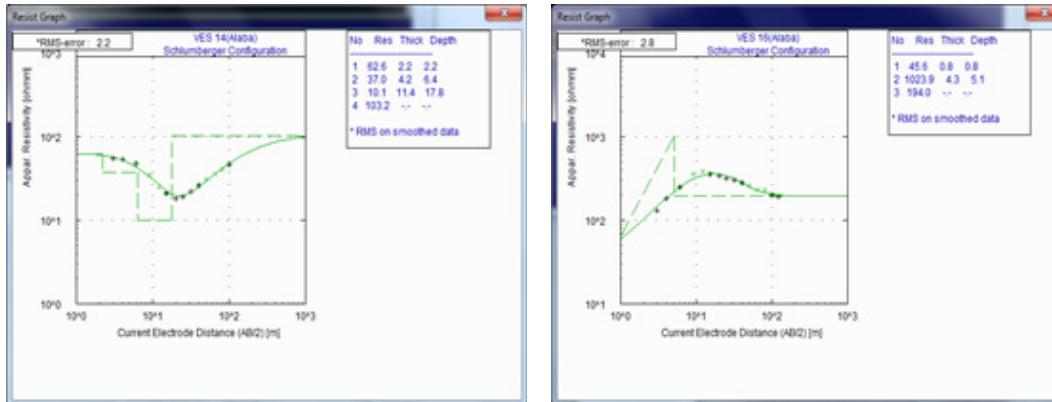 Resist Graph
*RMS-error : 2.2
VES 14(Alaba)
Schlumberger Configuration
No Res Thick Depth
1 62.6 2.2 2.2
2 37.0 4.2 6.4
3 10.1 11.4 17.8
4 103.2 -.- -.-
* RMS on smoothed data
Appar. Resistivity [ohmm]
10^3
10^2
10^1
10^0
10^0 10^1 10^2 10^3
Current Electrode Distance (AB/2) [m]
Resist Graph
*RMS-error : 2.8
VES 16(Alaba)
Schlumberger Configuration
No Res Thick Depth
1 45.6 0.8 0.8
2 1023.9 4.3 5.1
3 194.0 -.- -.-
* RMS on smoothed data
Appar. Resistivity [ohmm]
10^4
10^3
10^2
10^1
10^0 10^1 10^2 10^3
Current Electrode Distance (AB/2) [m]